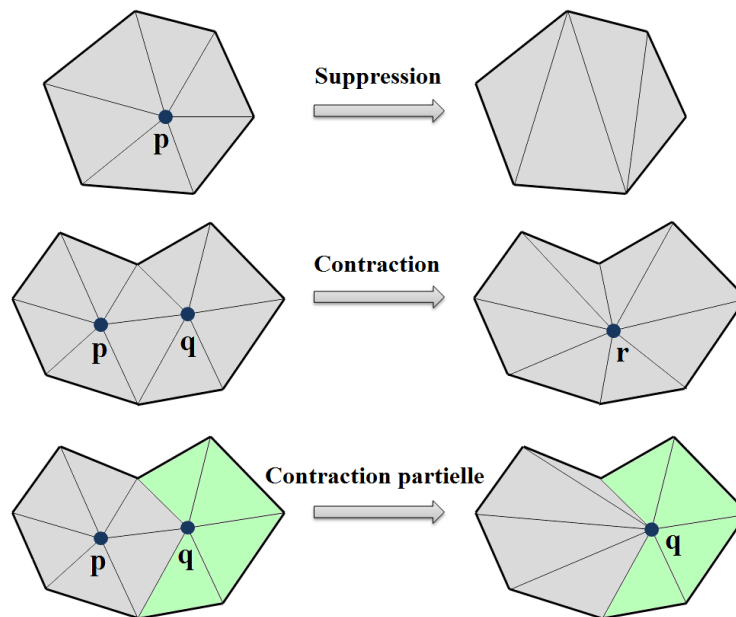 Suppression
p
Contraction
p
q
r
Contraction partielle
p
q
q